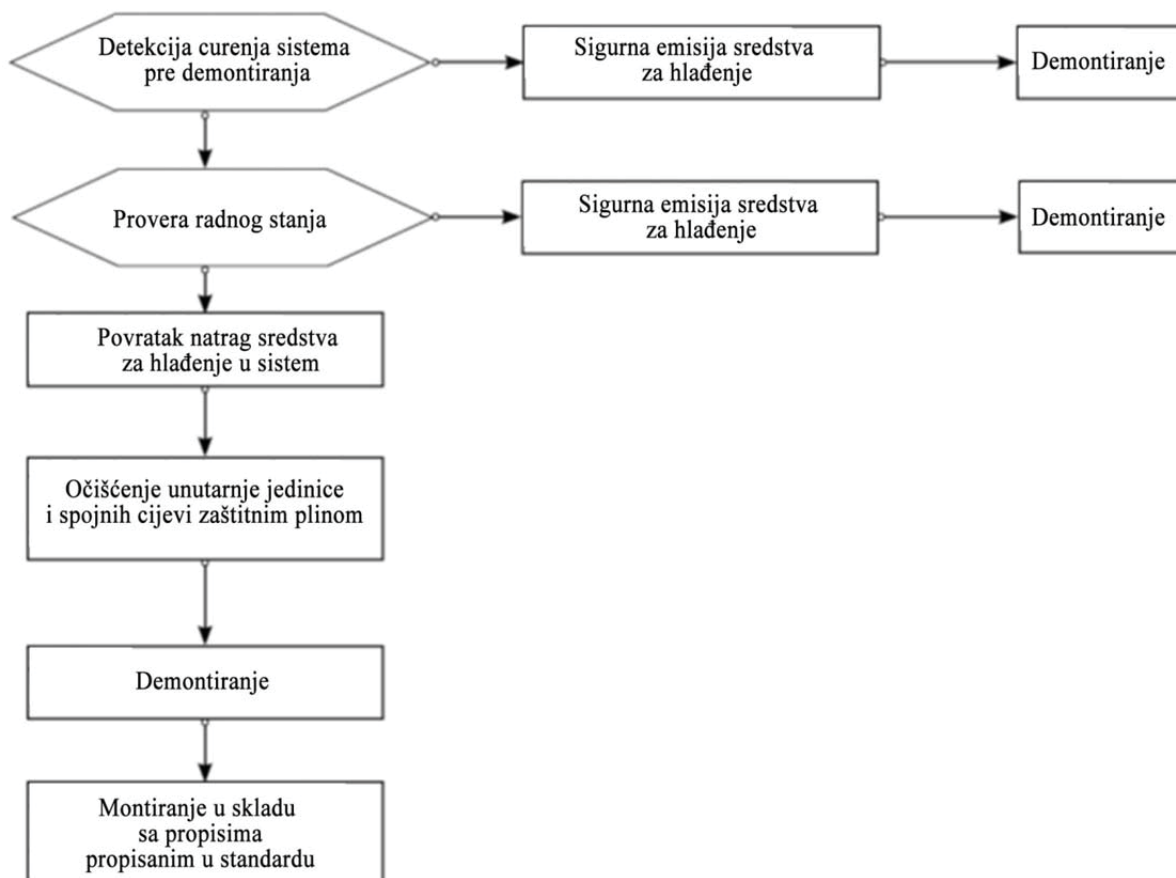 Detekcija curenja sistema
pre demontiranja
Sigurna emisija sredstva
za hlađenje
Demontiranje
Provera radnog stanja
Sigurna emisija sredstva
za hlađenje
Demontiranje
Povratak natrag sredstva
za hlađenje u sistem
Očišćenje unutarnje jedinice
i spojnih cijevi zaštitnim plinom
Demontiranje
Montiranje u skladu
sa propisima
propisanim u standardu